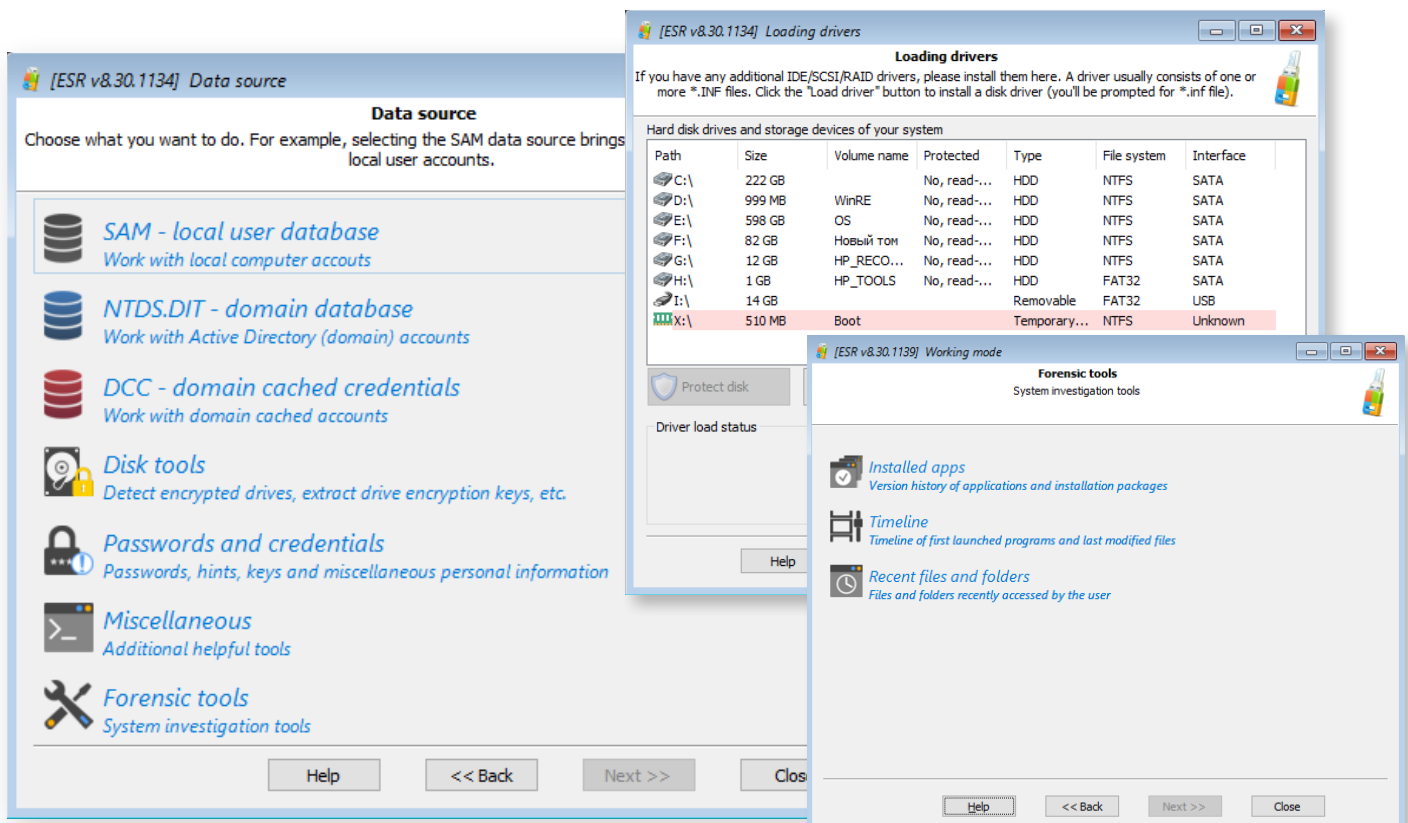 [ESR v8.30.1134] Data source
Data source
Choose what you want to do. For example, selecting the SAM data source brings
local user accounts.
SAM - local user database
Work with local computer accouts
NTDS.DIT - domain database
Work with Active Directory (domain) accounts
DCC - domain cached credentials
Work with domain cached accounts
Disk tools
Detect encrypted drives, extract drive encryption keys, etc.
Passwords and credentials
Passwords, hints, keys and miscellaneous personal information
Miscellaneous
Additional helpful tools
Forensic tools
System investigation tools
Help << Back Next >> Clos
[ESR v8.30.1134] Loading drivers
Loading drivers
If you have any additional IDE/SCSI/RAID drivers, please install them here. A driver usually consists of one or
more *.INF files. Click the "Load driver" button to install a disk driver (you'll be prompted for *.inf file).
Hard disk drives and storage devices of your system
Path Size Volume name Protected Type File system Interface
C:\ 222 GB No, read-... HDD NTFS SATA
D:\ 999 MB WinRE No, read-... HDD NTFS SATA
E:\ 598 GB OS No, read-... HDD NTFS SATA
F:\ 82 GB Новый том No, read-... HDD NTFS SATA
G:\ 12 GB HP_RECO... No, read-... HDD NTFS SATA
H:\ 1 GB HP_TOOLS No, read-... HDD FAT32 SATA
I:\ 14 GB Removable FAT32 USB
X:\ 510 MB Boot Temporary... NTFS Unknown
Protect disk
Driver load status
Help
[ESR v8.30.1139] Working mode
Forensic tools
System investigation tools
Installed apps
Version history of applications and installation packages
Timeline
Timeline of first launched programs and last modified files
Recent files and folders
Files and folders recently accessed by the user
Help << Back Next >> Close